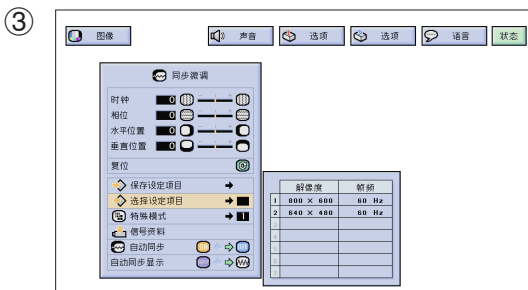 ③
图像 声音 选项 选项 语言 状态
同步微调
时钟 0
相位 0
水平位置 0
垂直位置 0
复位
保存设定项目
选择设定项目
特殊模式 1
信号资料
自动同步
自动同步显示
解像度 帧频
1 800 × 600 60 Hz
2 640 × 480 60 Hz
3
4
5
6
7